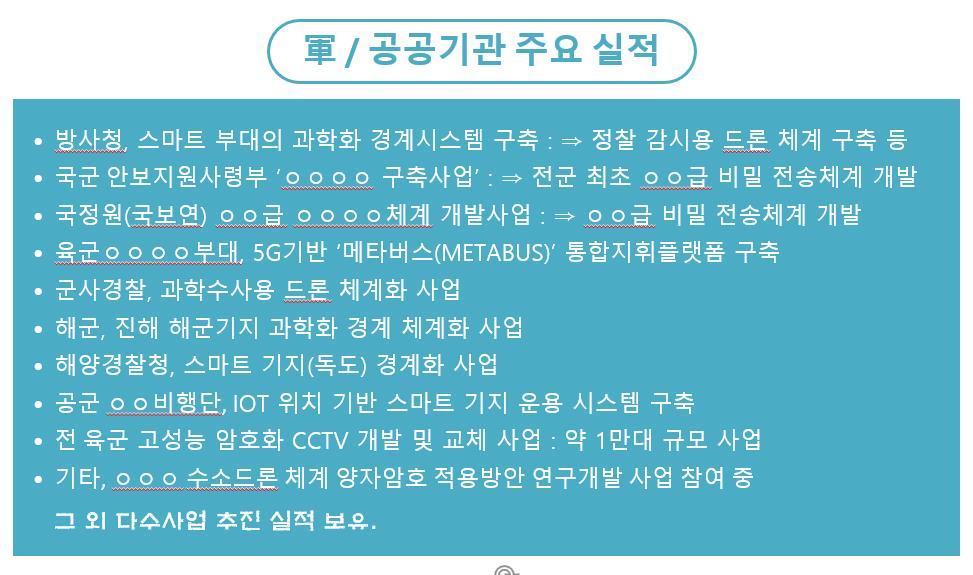 軍 / 공공기관 주요 실적
• 방사청, 스마트 부대의 과학화 경계시스템 구축 : ⇒ 정찰 감시용 드론 체계 구축 등
• 국군 안보지원사령부 ‘ㅇㅇㅇㅇ 구축사업’ : ⇒ 전군 최초 ㅇㅇ급 비밀 전송체계 개발
• 국정원(국보연) ㅇㅇ급 ㅇㅇㅇㅇ체계 개발사업 : ⇒ ㅇㅇ급 비밀 전송체계 개발
• 육군ㅇㅇㅇㅇ부대, 5G기반 ‘메타버스(METABUS)’ 통합지휘플랫폼 구축
• 군사경찰, 과학수사용 드론 체계화 사업
• 해군, 진해 해군기지 과학화 경계 체계화 사업
• 해양경찰청, 스마트 기지(독도) 경계화 사업
• 공군 ㅇㅇ비행단, IOT 위치 기반 스마트 기지 운용 시스템 구축
• 전 육군 고성능 암호화 CCTV 개발 및 교체 사업 : 약 1만대 규모 사업
• 기타, ㅇㅇㅇ 수소드론 체계 양자암호 적용방안 연구개발 사업 참여 중
그 외 다수사업 추진 실적 보유.